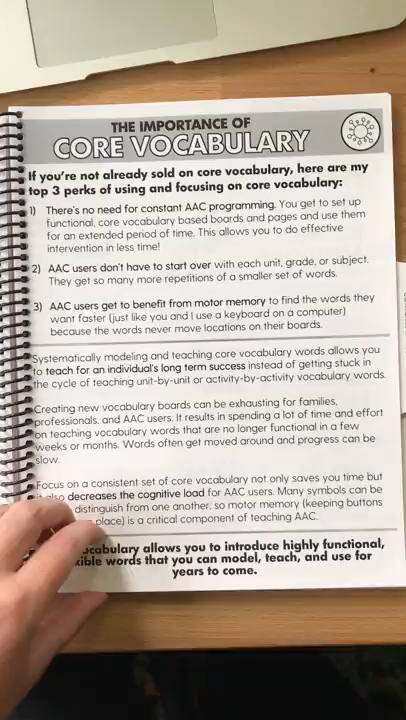 THE IMPORTANCE OF
CORE VOCABULARY
If you're not already sold on core vocabulary, here are my
top 3 perks of using and focusing on core vocabulary:
1) There's no need for constant AAC programming. You get to set up
functional, core vocabulary based boards and pages and use them
for an extended period of time. This allows you to do effective
intervention in less time!
2) AAC users don't have to start over with each unit, grade, or subject.
They get so many more repetitions of a smaller set of words.
3) AAC users get to benefit from motor memory to find the words they
want faster (just like you and I use a keyboard on a computer)
because the words never move locations on their boards.
Systematically modeling and teaching core vocabulary words allows you
to teach for an individual's long term success instead of getting stuck in
the cycle of teaching unit-by-unit or activity-by-activity vocabulary words.
Creating new vocabulary boards can be exhausting for families,
professionals, and AAC users. It results in spending a lot of time and effort
on teaching vocabulary words that are no longer functional in a few
weeks or months. Words often get moved around and progress can be
slow.
Focus on a consistent set of core vocabulary not only saves you time but
also decreases the cognitive load for AAC users. Many symbols can be
distinguish from one another, so motor memory (keeping buttons
place) is a critical component of teaching AAC.
allows you to introduce highly functional,
words that you can model, teach, and use for
years to come.